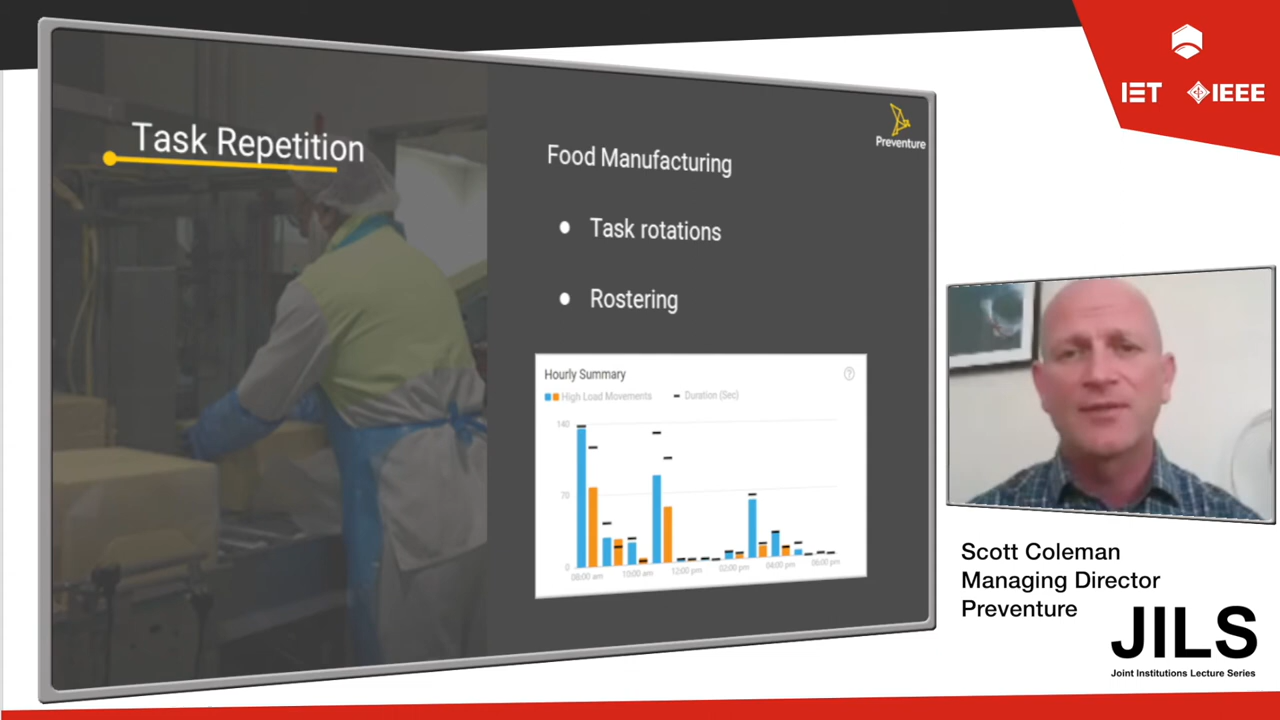 Task Repetition
Food Manufacturing
Task rotations
Rostering
Preventure
Hourly Summary
?
High Load Movements
Duration (Sec)
140
70
0
08:00 am
10:00 am
12:00 pm
02:00 pm
04:00 pm
06:00 pm
IET
IEEE
Scott Coleman
Managing Director
Preventure
JILS
Joint Institutions Lecture Series